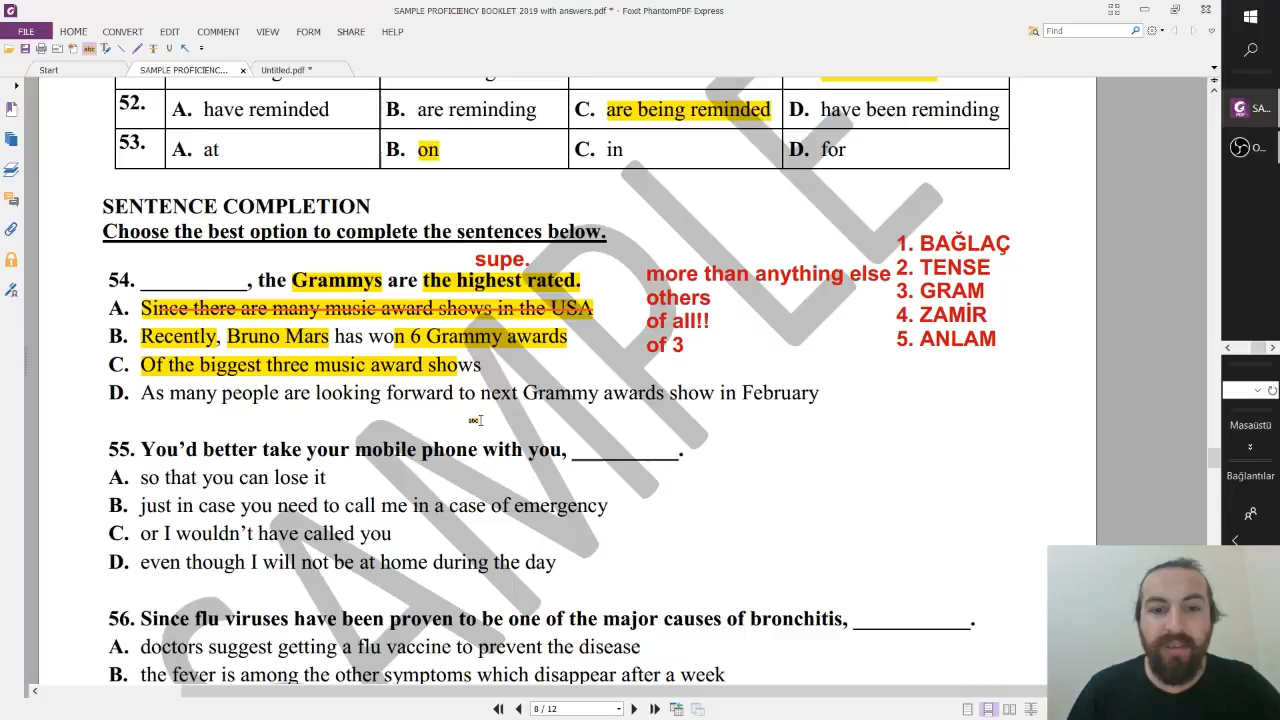 SAMPLE PROFICIENCY BOOKLET 2019 with answers.pdf * - Foxit PhantomPDF Express
FILE HOME CONVERT EDIT COMMENT VIEW FORM SHARE HELP
Find
Start SAMPLE PROFICIENC... Untitled.pdf *
52. A. have reminded B. are reminding C. are being reminded D. have been reminding
53. A. at B. on C. in D. for
SENTENCE COMPLETION
Choose the best option to complete the sentences below.
supe.
54. __________, the Grammys are the highest rated.
A. Since there are many music award shows in the USA
B. Recently, Bruno Mars has won 6 Grammy awards
C. Of the biggest three music award shows
D. As many people are looking forward to next Grammy awards show in February
more than anything else
others
of all!!
of 3
1. BAĞLAÇ
2. TENSE
3. GRAM
4. ZAMİR
5. ANLAM
55. You’d better take your mobile phone with you, __________.
A. so that you can lose it
B. just in case you need to call me in a case of emergency
C. or I wouldn’t have called you
D. even though I will not be at home during the day
56. Since flu viruses have been proven to be one of the major causes of bronchitis, ___________.
A. doctors suggest getting a flu vaccine to prevent the disease
B. the fever is among the other symptoms which disappear after a week
SAMPLE
8 / 12
SA...
O...
Masaüstü
Bağlantılar